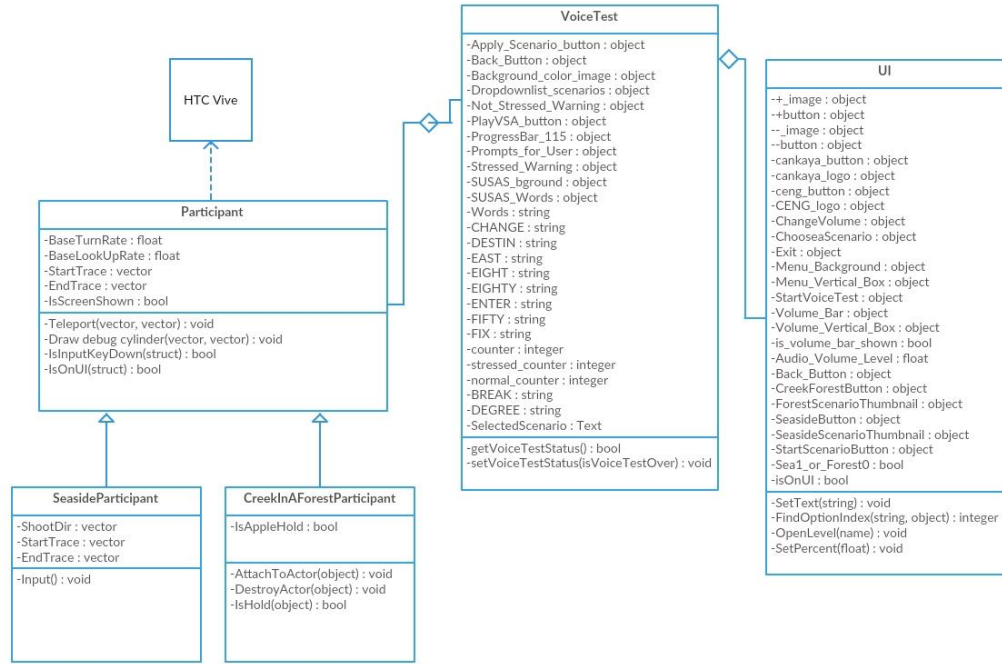 HTC Vive
Participant
-BaseTurnRate : float
-BaseLookUpRate : float
-StartTrace : vector
-EndTrace : vector
-IsScreenShown : bool
-Teleport(vector, vector) : void
-Draw debug cylinder(vector, vector) : void
-IsInputKeyDown(struct) : bool
-IsOnUI(struct) : bool
SeasideParticipant
-ShootDir : vector
-StartTrace : vector
-EndTrace : vector
-Input() : void
CreekInAForestParticipant
-IsAppleHold : bool
-AttachToActor(object) : void
-DestroyActor(object) : void
-IsHold(object) : bool
VoiceTest
-Apply_Scenario_button : object
-Back_Button : object
-Background_color_image : object
-Dropdownlist_scenarios : object
-Not_Stressed_Warning : object
-PlayVSA_button : object
-ProgressBar_115 : object
-Prompts_for_User : object
-Stressed_Warning : object
-SUSAS_bground : object
-SUSAS_Words : object
-Words : string
-CHANGE : string
-DESTIN : string
-EAST : string
-EIGHT : string
-EIGHTY : string
-ENTER : string
-FIFTY : string
-FIX : string
-counter : integer
-stressed_counter : integer
-normal_counter : integer
-BREAK : string
-DEGREE : string
-SelectedScenario : Text
-getVoiceTestStatus() : bool
-setVoiceTestStatus(isVoiceTestOver) : void
UI
-+_image : object
-+button : object
--_image : object
--button : object
-cankaya_button : object
-cankaya_logo : object
-ceng_button : object
-CENG_logo : object
-ChangeVolume : object
-ChooseaScenario : object
-Exit : object
-Menu_Background : object
-Menu_Vertical_Box : object
-StartVoiceTest : object
-Volume_Bar : object
-Volume_Vertical_Box : object
-is_volume_bar_shown : bool
-Audio_Volume_Level : float
-Back_Button : object
-CreekForestButton : object
-ForestScenarioThumbnail : object
-SeasideButton : object
-SeasideScenarioThumbnail : object
-StartScenarioButton : object
-Sea1_or_Forest0 : bool
-isOnUI : bool
-SetText(string) : void
-FindOptionIndex(string, object) : integer
-OpenLevel(name) : void
-SetPercent(float) : void